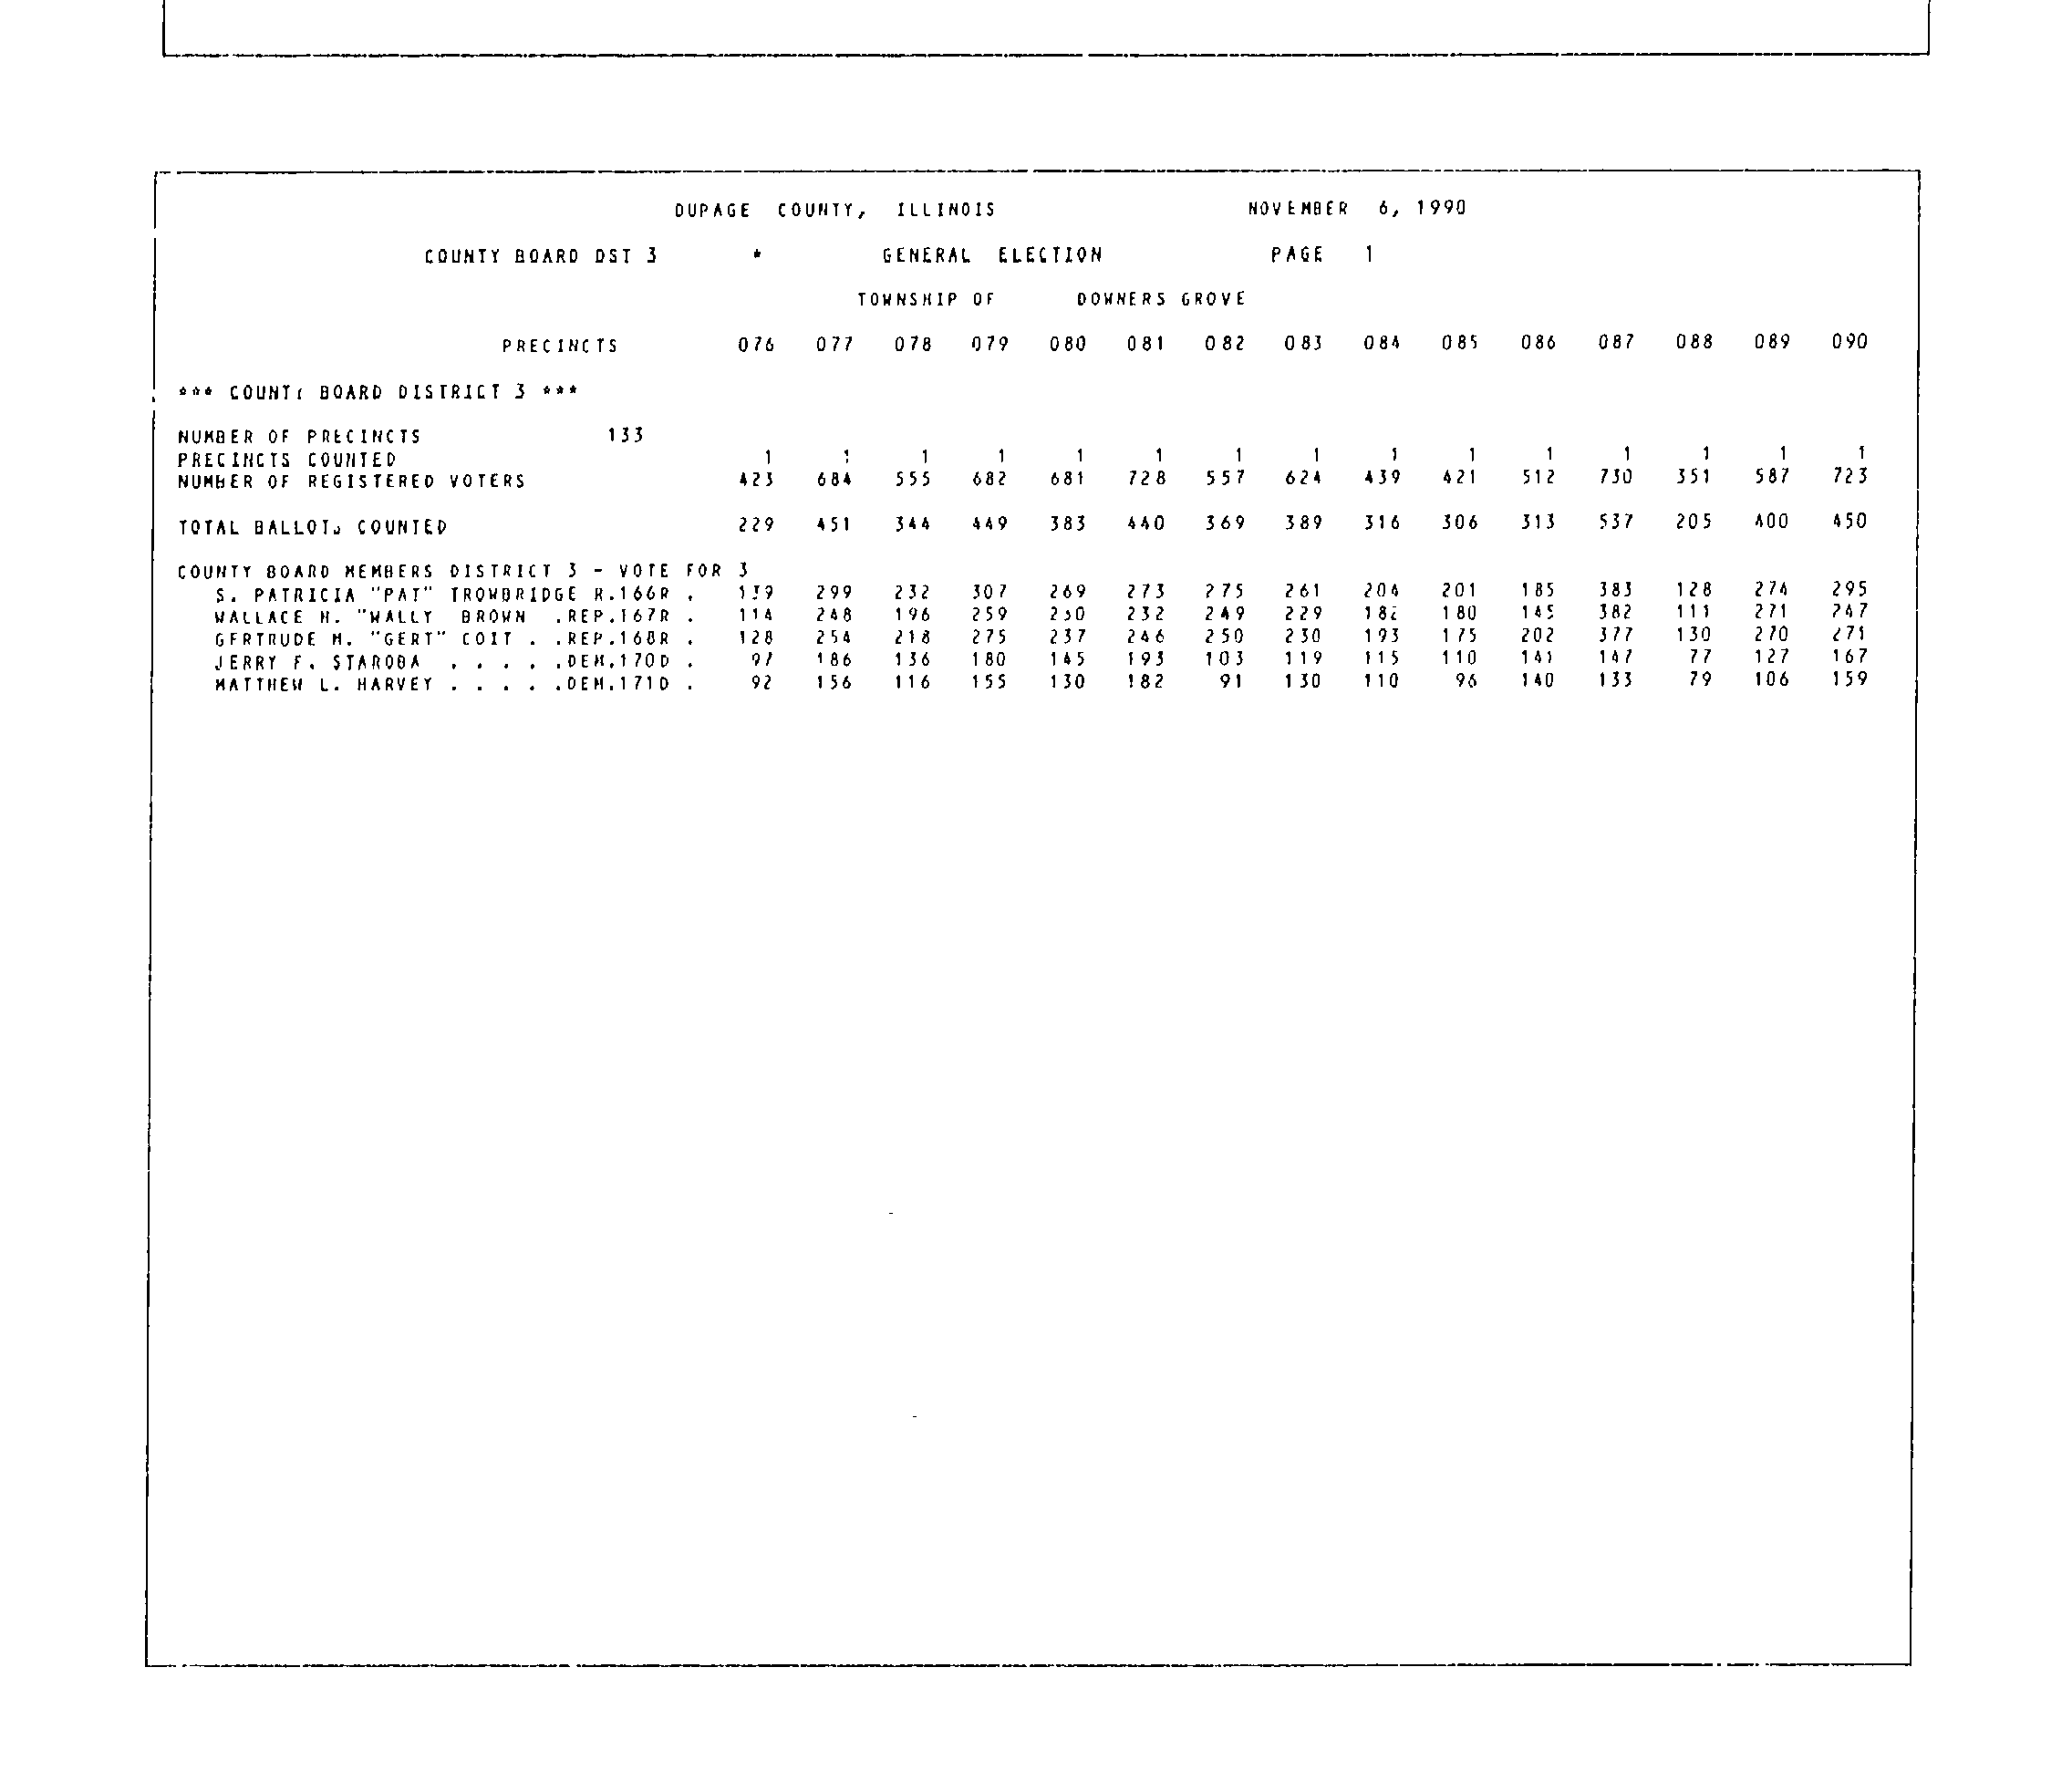 DUPAGE COUNTY, ILLINOIS NOVEMBER 6, 1990
COUNTY BOARD DST 3 * GENERAL ELECTION PAGE 1
TOWNSHIP OF DOWNERS GROVE
PRECINCTS 076 077 078 079 080 081 082 083 084 085 086 087 088 089 090
*** COUNTY BOARD DISTRICT 3 ***
NUMBER OF PRECINCTS 133
PRECINCTS COUNTED 1 1 1 1 1 1 1 1 1 1 1 1 1 1 1
NUMBER OF REGISTERED VOTERS 423 684 555 682 681 728 557 624 439 421 512 730 351 587 723
TOTAL BALLOTS COUNTED 229 451 344 449 383 440 369 389 316 306 313 537 205 400 450
COUNTY BOARD MEMBERS DISTRICT 3 - VOTE FOR 3
S. PATRICIA "PAT" TROWBRIDGE R.166R . 139 299 232 307 269 273 275 261 204 201 185 383 128 274 295
WALLACE H. "WALLY BROWN .REP.167R . 114 248 196 259 232 249 229 180 145 382 111 271 247
GERTRUDE M. "GERT" COIT . .REP.168R . 128 254 218 275 237 246 250 230 193 175 202 377 130 270 271
JERRY F. STAROBA . . . . .DEM.170D . 97 186 136 180 145 193 103 119 115 110 141 147 77 127 167
MATTHEW L. HARVEY . . . . .DEM.171D . 92 156 116 155 130 182 91 130 110 96 140 133 79 106 159